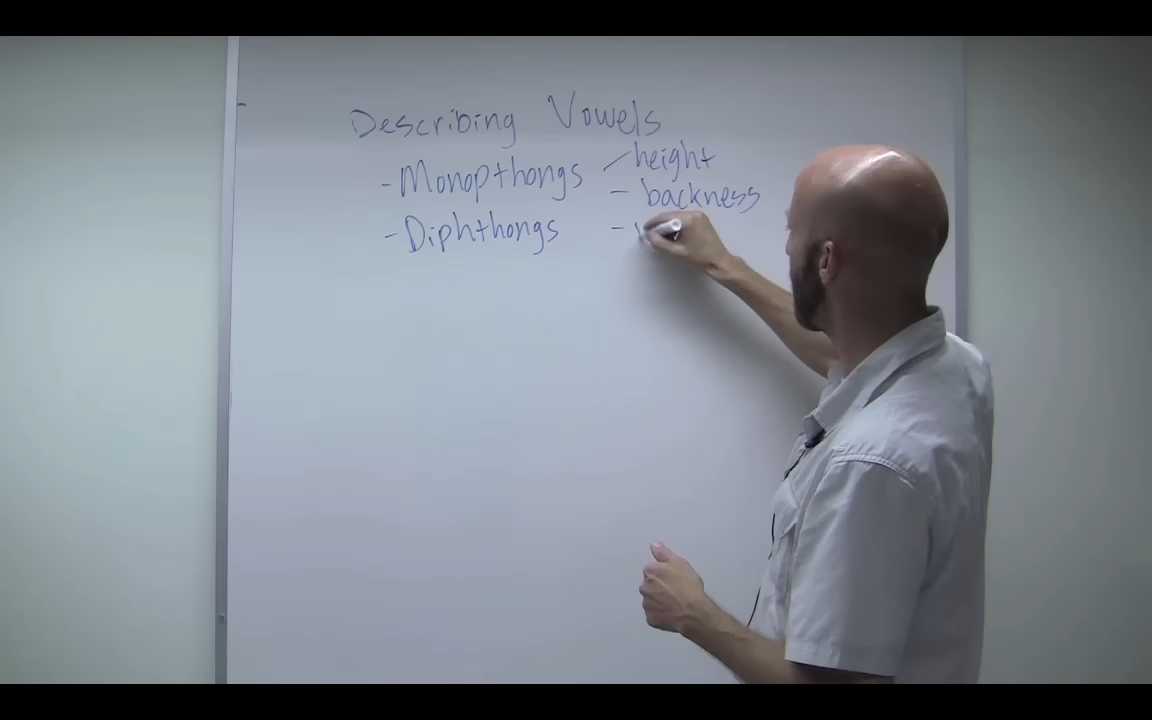 Describing Vowels
- Monopthongs - height
- backness
- Diphthongs -